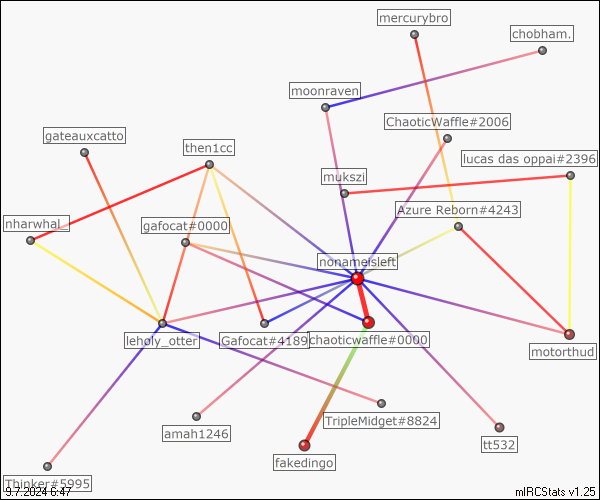 mercurybro
chobham.
moonraven
ChaoticWaffle#2006
gateauxcatto
then1cc
lucas das oppai#2396
mukszi
nharwhal_
gafocat#0000
Azure Reborn#4243
nonameisleft
leholy_otter
Gafocat#4189
chaoticwaffle#0000
motorthud
TripleMidget#8824
amah1246
tt532
fakedingo
Thinker#5995
9.7.2024 6:47
mIRCStats v1.25